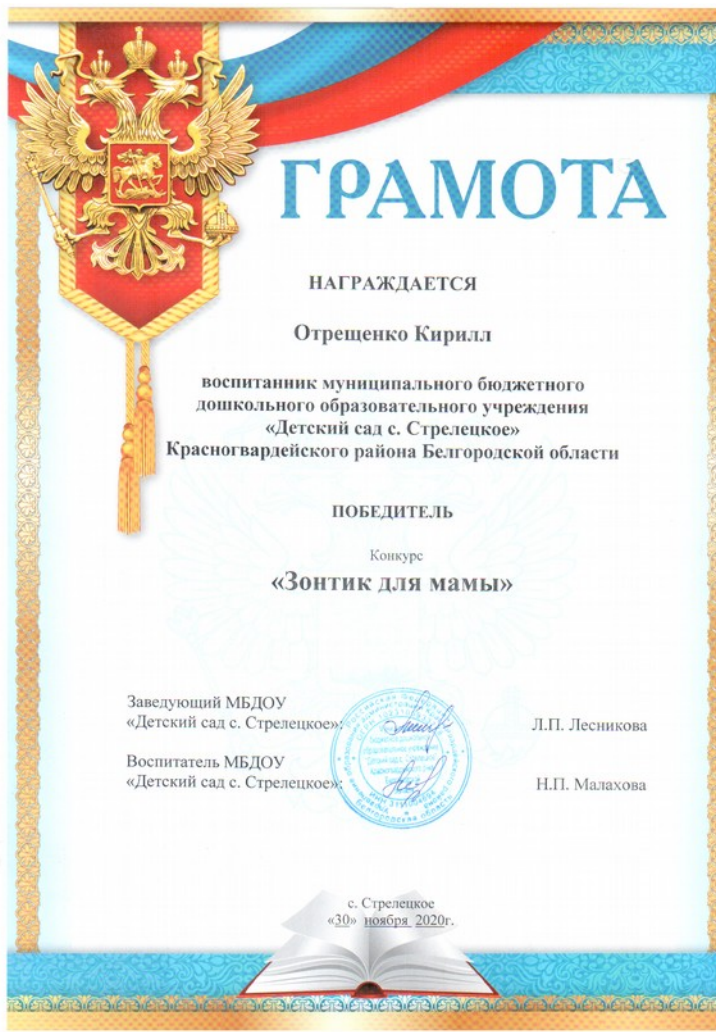 ГРАМОТА
НАГРАЖДАЕТСЯ
Отрещенко Кирилл
воспитанник муниципального бюджетного
дошкольного образовательного учреждения
«Детский сад с. Стрелецкое»
Красногвардейского района Белгородской области
ПОБЕДИТЕЛЬ
Конкурс
«Зонтик для мамы»
Заведующий МБДОУ
«Детский сад с. Стрелецкое»:
Л.П. Лесникова
Воспитатель МБДОУ
«Детский сад с. Стрелецкое»:
Н.П. Малахова
Белгородская область
с. Стрелецкое
«30» ноября 2020г.